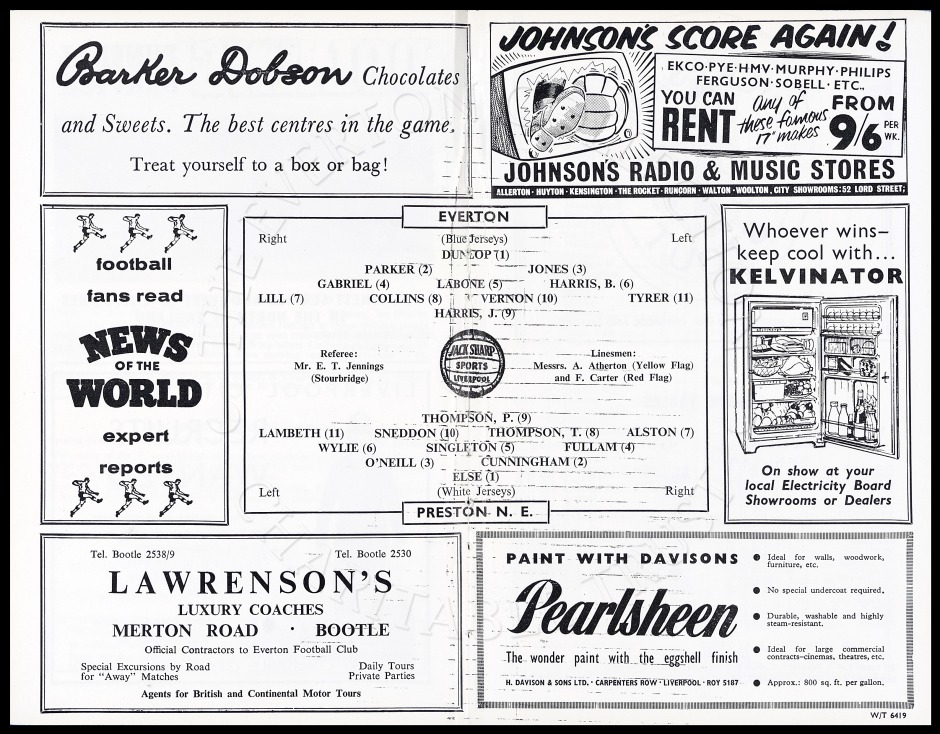 Barker Dobson Chocolates
and Sweets. The best centres in the game.
Treat yourself to a box or bag!
JOHNSON'S SCORE AGAIN!
EKCO·PYE·HMV·MURPHY·PHILIPS
FERGUSON·SOBELL·ETC.,
YOU CAN
RENT
any of
these famous
17" makes
FROM
9/6 PER WK.
JOHNSON'S RADIO & MUSIC STORES
ALLERTON · HUYTON · KENSINGTON · THE ROCKET · RUNCORN · WALTON · WOOLTON, CITY SHOWROOMS: 52 LORD STREET;
football
fans read
NEWS
OF THE
WORLD
expert
reports
EVERTON
Right (Blue Jerseys) Left
DUNLOP (1)
PARKER (2) JONES (3)
GABRIEL (4) LABONE (5) HARRIS, B. (6)
LILL (7) COLLINS (8) VERNON (10) TYRER (11)
HARRIS, J. (9)
Referee:
Mr. E. T. Jennings
(Stourbridge)
JACK SHARP
SPORTS
LIVERPOOL
Linesmen:
Messrs. A. Atherton (Yellow Flag)
and F. Carter (Red Flag)
THOMPSON, P. (9)
LAMBETH (11) SNEDDON (10) THOMPSON, T. (8) ALSTON (7)
WYLIE (6) SINGLETON (5) FULLAM (4)
O'NEILL (3) CUNNINGHAM (2)
ELSE (1)
Left (White Jerseys) Right
PRESTON N. E.
Whoever wins–
keep cool with...
KELVINATOR
On show at your
local Electricity Board
Showrooms or Dealers
Tel. Bootle 2538/9 Tel. Bootle 2530
LAWRENSON'S
LUXURY COACHES
MERTON ROAD · BOOTLE
Official Contractors to Everton Football Club
Special Excursions by Road
for "Away" Matches
Daily Tours
Private Parties
Agents for British and Continental Motor Tours
PAINT WITH DAVISONS
Pearlsheen
The wonder paint with the eggshell finish
H. DAVISON & SONS LTD. · CARPENTERS ROW · LIVERPOOL · ROY 5187
● Ideal for walls, woodwork,
furniture, etc.
● No special undercoat required.
● Durable, washable and highly
steam-resistant.
● Ideal for large commercial
contracts–cinemas, theatres, etc.
● Approx.: 800 sq. ft. per gallon.
W/T 6419